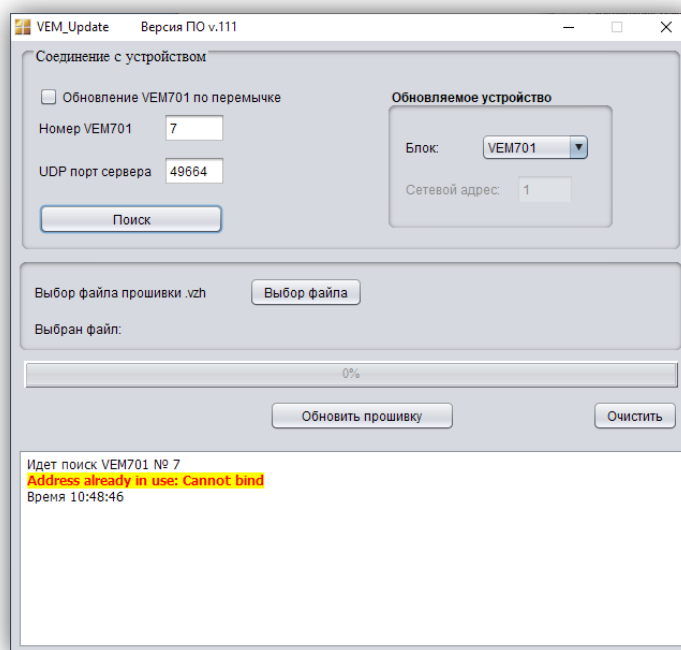 VEM_Update Версия ПО v.111
Соединение с устройством
Обновление VEM701 по перемычке
Номер VEM701 7
UDP порт сервера 49664
Поиск
Обновляемое устройство
Блок: VEM701
Сетевой адрес: 1
Выбор файла прошивки .vzh Выбор файла
Выбран файл:
0%
Обновить прошивку Очистить
Идет поиск VEM701 № 7
Address already in use: Cannot bind
Время 10:48:46